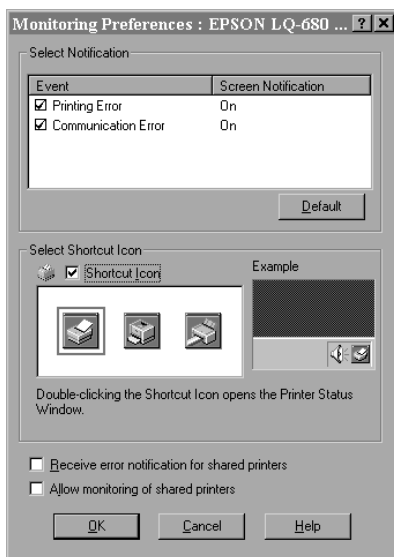 Monitoring Preferences : EPSON LQ-680 ...
Select Notification
Event Screen Notification
Printing Error On
Communication Error On
Default
Select Shortcut Icon
Shortcut Icon
Example
Double-clicking the Shortcut Icon opens the Printer Status
Window.
Receive error notification for shared printers
Allow monitoring of shared printers
OK Cancel Help